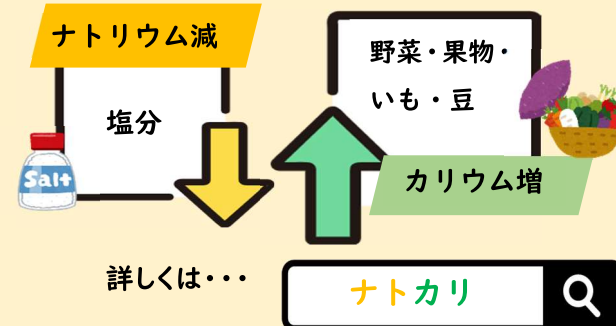 ナトリウム減
塩分
Salt
野菜・果物・
いも・豆
カリウム増
詳しくは・・・
ナトカリ